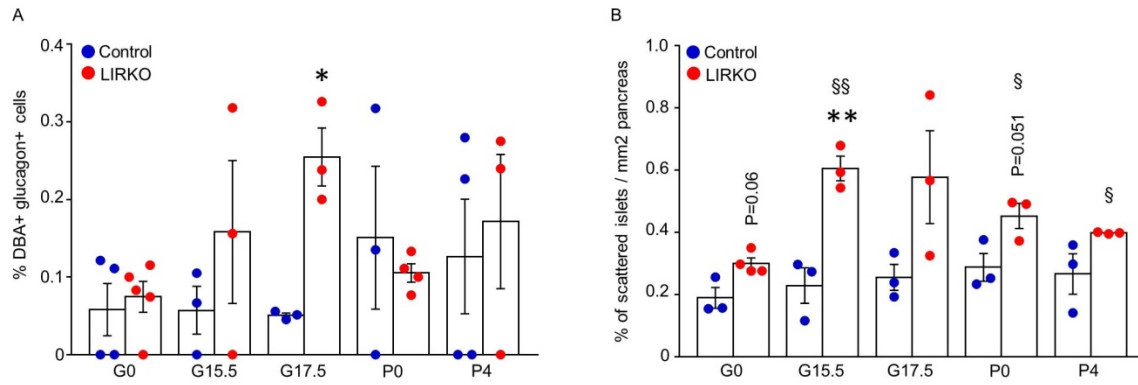 A
% DBA+ glucagon+ cells
0.4
0.3
0.2
0.1
0
Control
LIRKO
*
G0
G15.5
G17.5
P0
P4
B
% of scattered islets / mm2 pancreas
1.0
0.8
0.6
0.4
0.2
0.0
Control
LIRKO
P=0.06
§§
**
§
P=0.051
§
G0
G15.5
G17.5
P0
P4